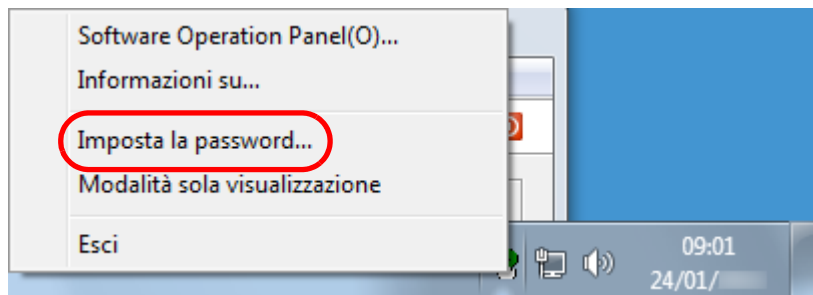 Software Operation Panel(O)...
Informazioni su...
Imposta la password...
Modalità sola visualizzazione
Esci
09:01
24/01/